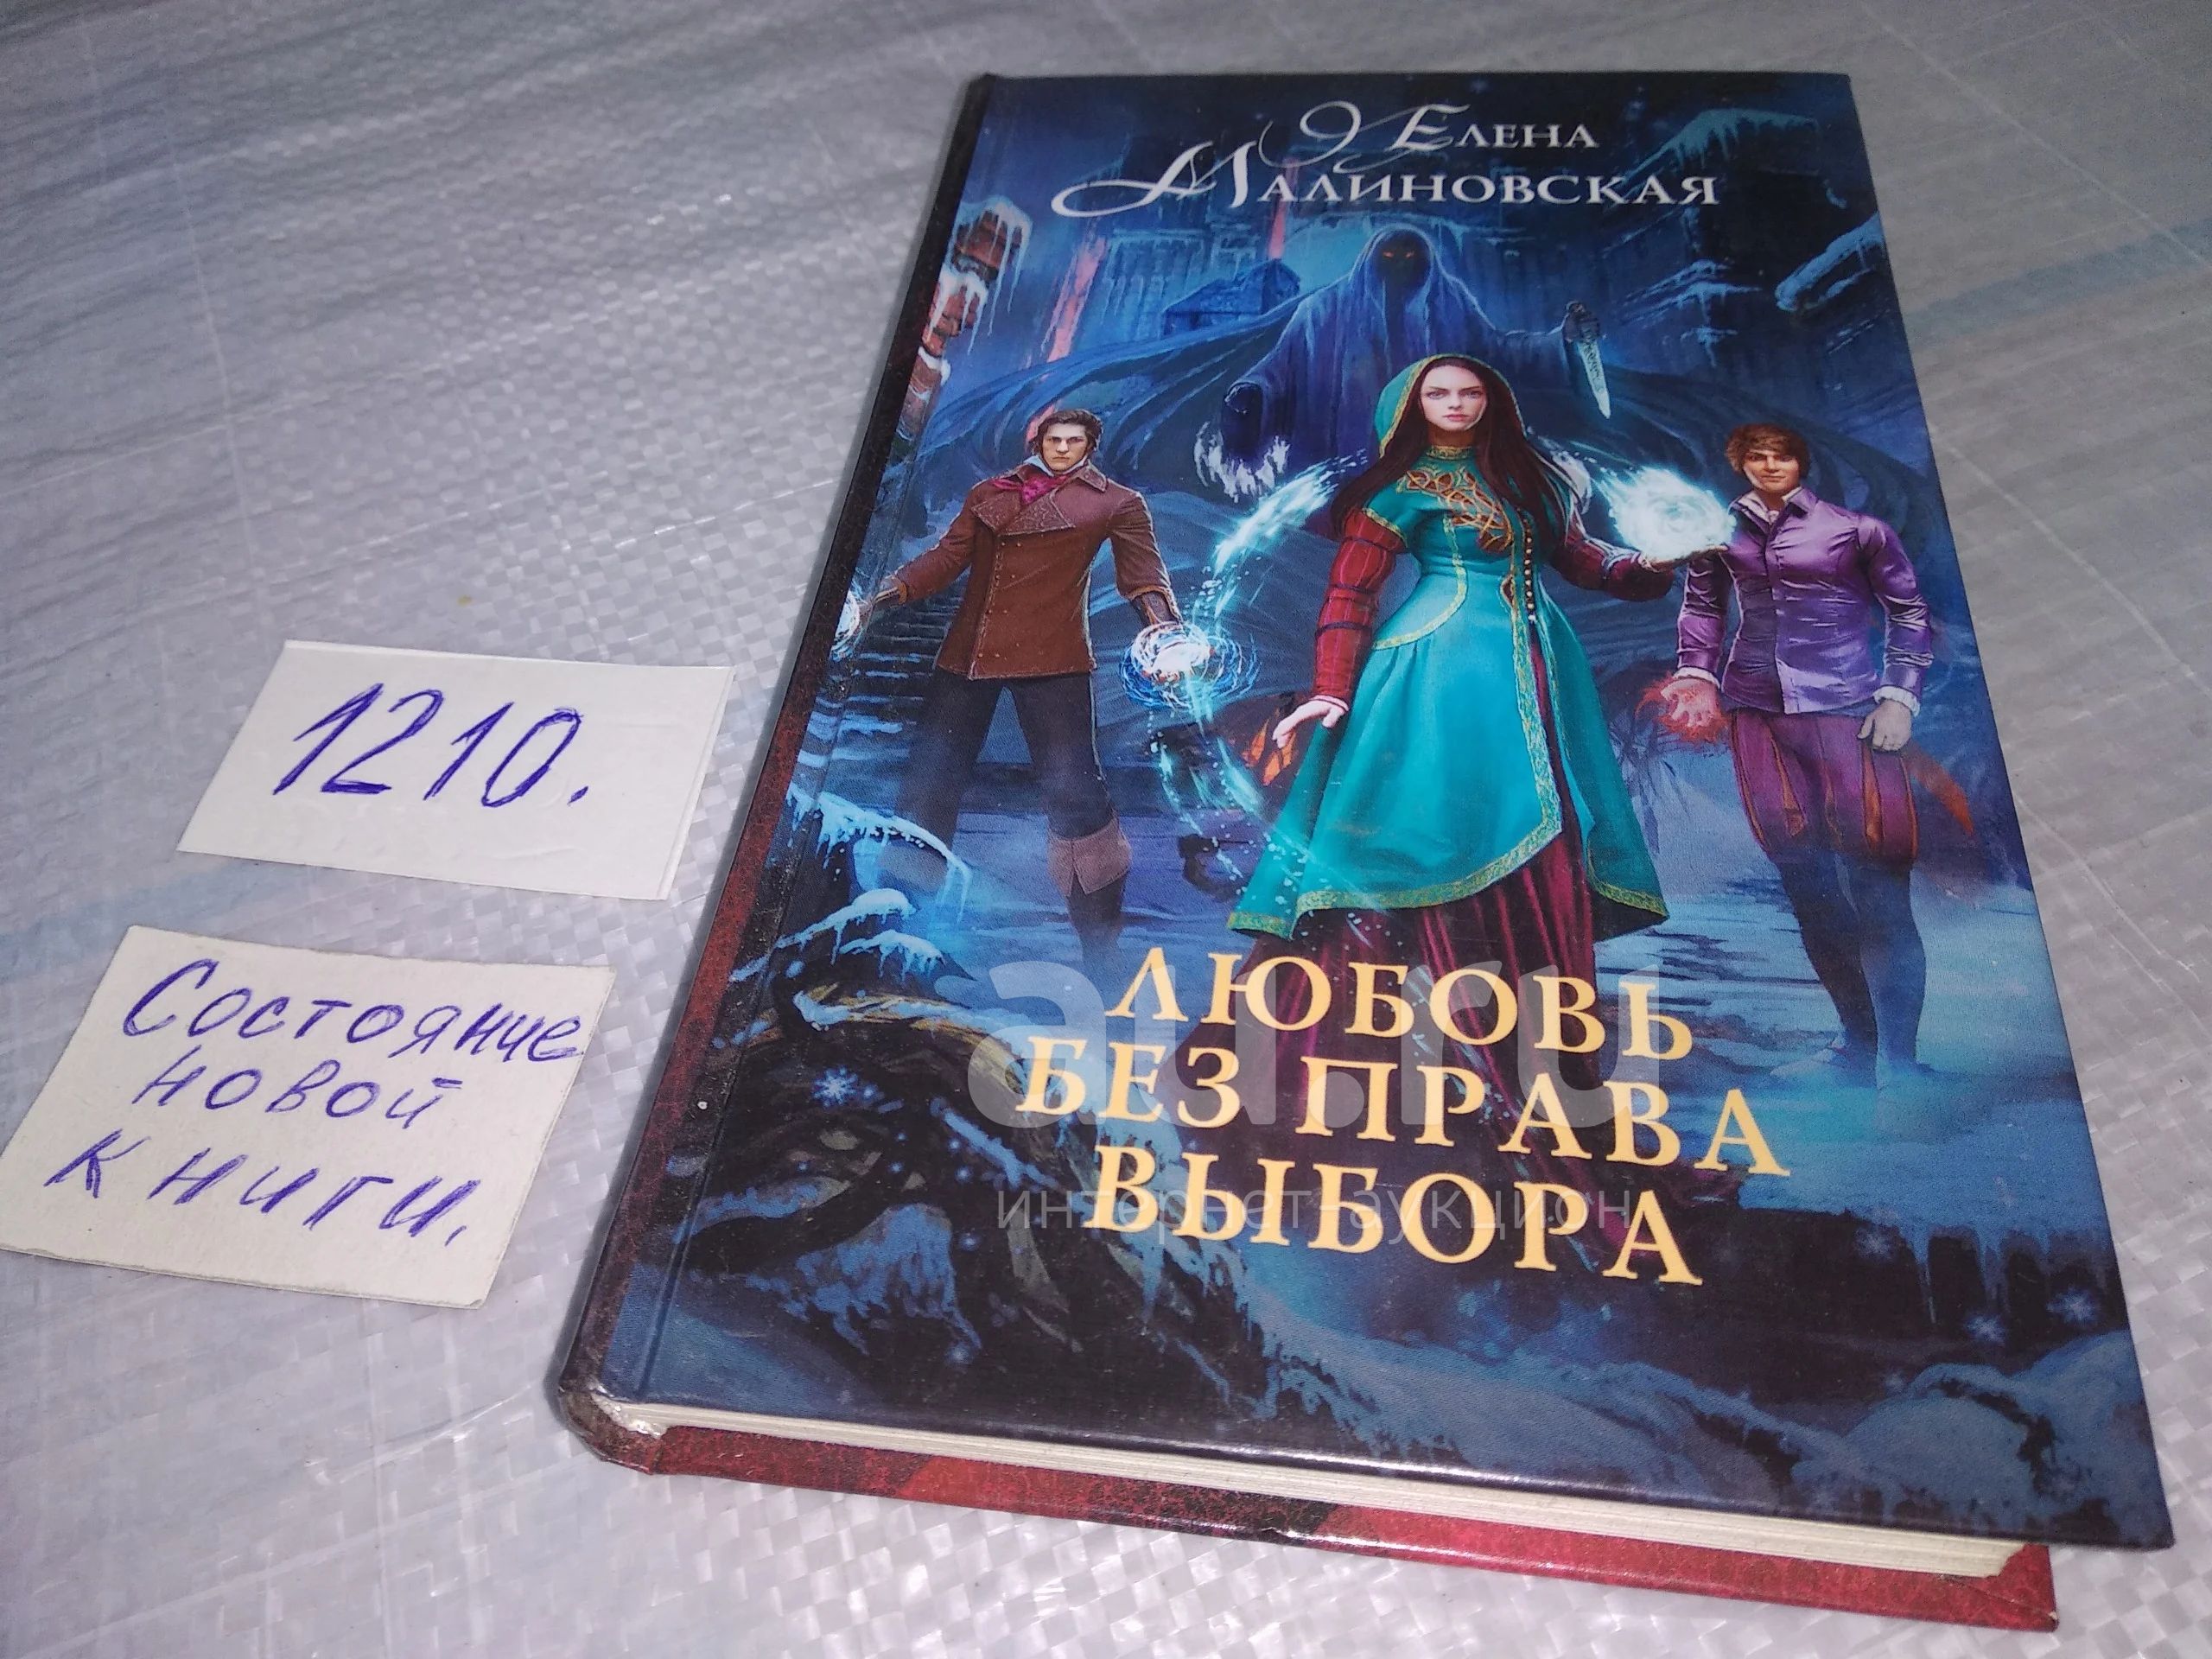 Елена
Малиновская
1210.
Состояние
новой
книги.
ЛЮБОВЬ
БЕЗ ПРАВА
ВЫБОРА
au.ru
интернет-аукцион